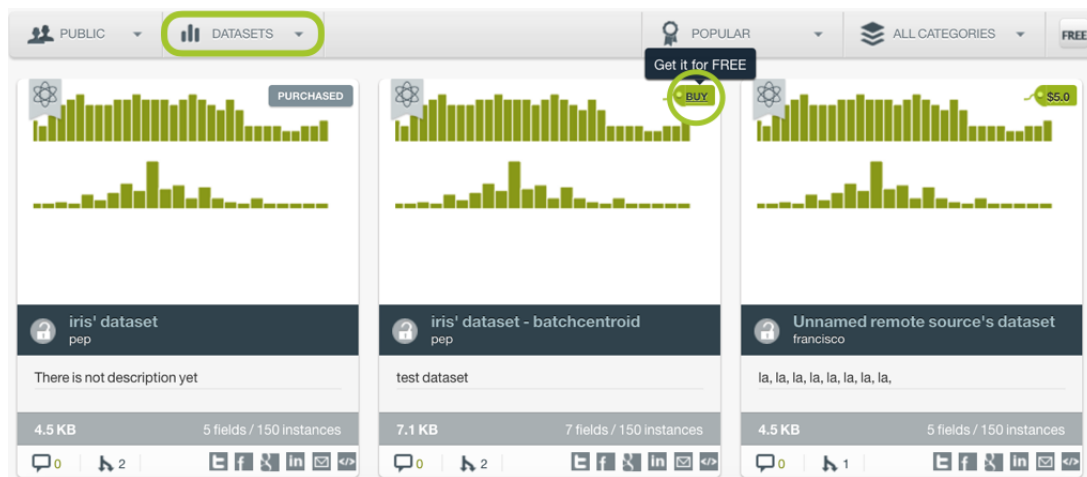 PUBLIC
DATASETS
POPULAR
ALL CATEGORIES
FREE
Get it for FREE
PURCHASED
BUY
$5.0
iris' dataset
pep
iris' dataset - batchcentroid
pep
Unnamed remote source's dataset
francisco
There is not description yet
test dataset
la, la, la, la, la, la, la, la,
4.5 KB
5 fields / 150 instances
7.1 KB
7 fields / 150 instances
4.5 KB
5 fields / 150 instances
0
2
0
2
0
1